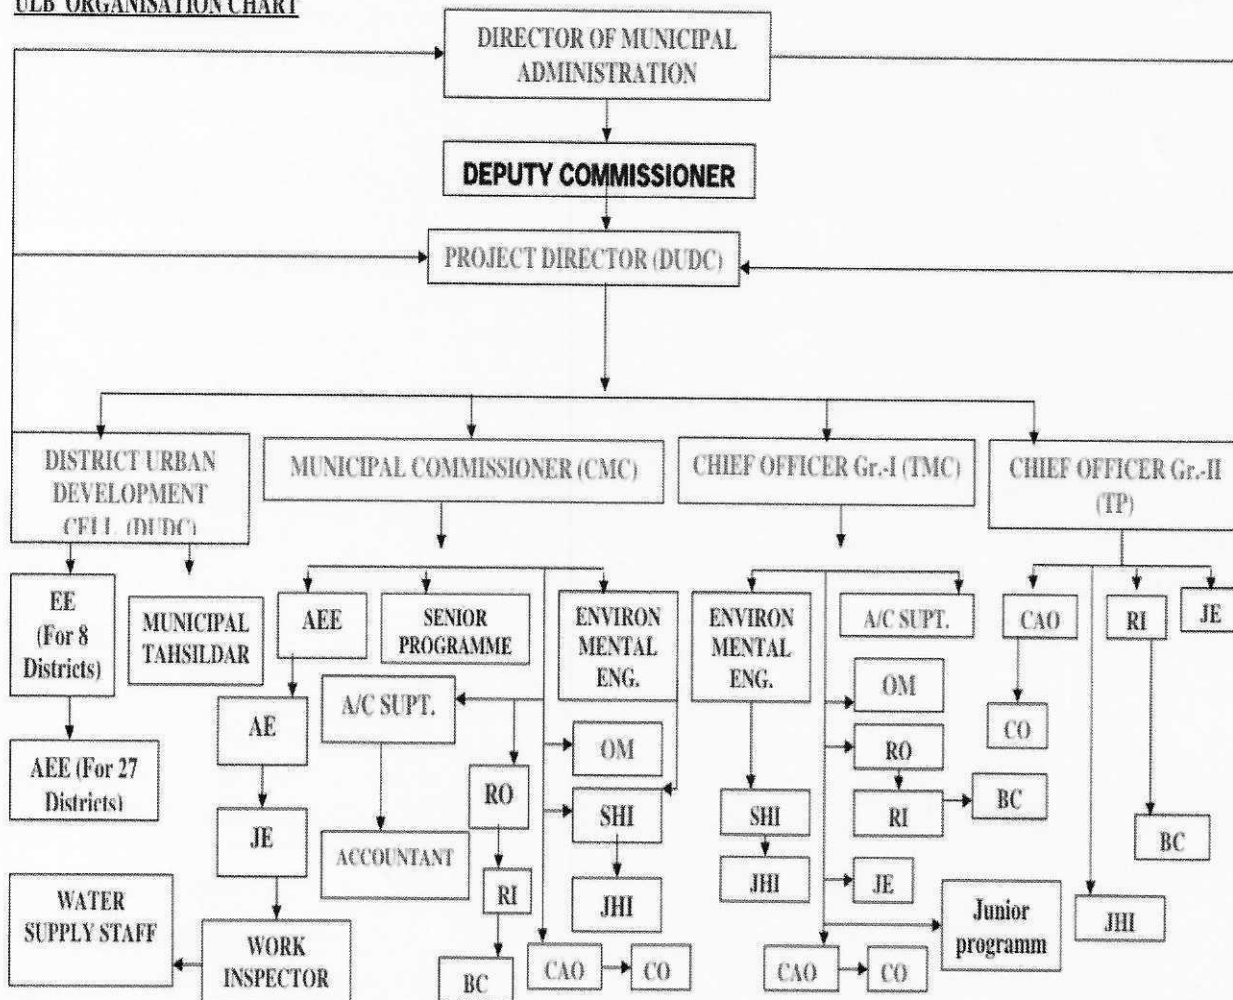 ULB ORGANISATION CHART
DIRECTOR OF MUNICIPAL
ADMINISTRATION
DEPUTY COMMISSIONER
PROJECT DIRECTOR (DUDC)
DISTRICT URBAN
DEVELOPMENT
CELL (DUDC)
MUNICIPAL COMMISSIONER (CMC)
CHIEF OFFICER Gr.-I (TMC)
CHIEF OFFICER Gr.-II
(TP)
EE
(For 8
Districts)
MUNICIPAL
TAHSILDAR
AEE
SENIOR
PROGRAMME
ENVIRON
MENTAL
ENG.
ENVIRON
MENTAL
ENG.
A/C SUPT.
CAO
RI
JE
AEE (For 27
Districts)
AE
A/C SUPT.
OM
OM
RO
CO
RO
SHI
SHI
RI
BC
BC
JE
ACCOUNTANT
RI
JHI
JHI
JE
Junior
programm
JHI
WATER
SUPPLY STAFF
WORK
INSPECTOR
BC
CAO
CO
CAO
CO